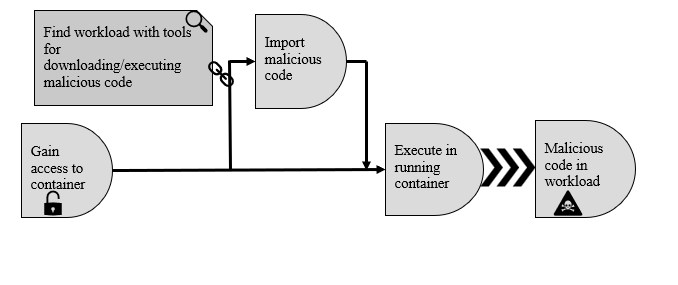 Find workload with tools
for
downloading/executing
malicious code
Import
malicious
code
Gain
access to
container
Execute in
running
container
Malicious
code in
workload